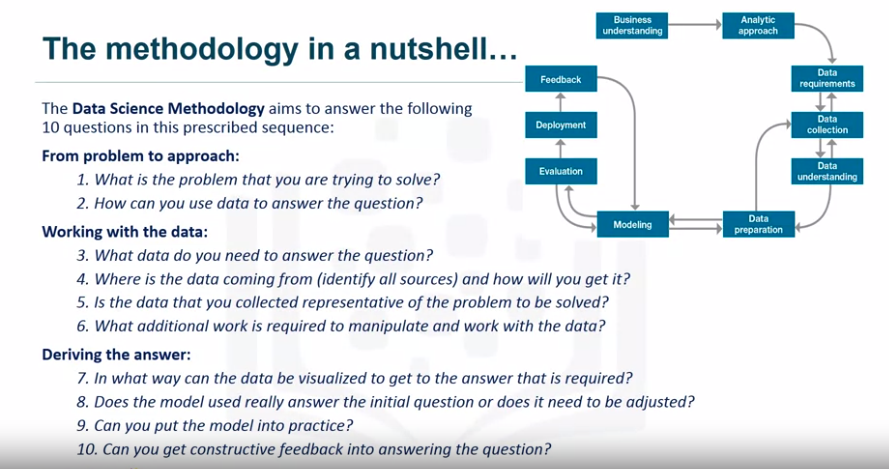 The methodology in a nutshell...
The Data Science Methodology aims to answer the following
10 questions in this prescribed sequence:
From problem to approach:
1. What is the problem that you are trying to solve?
2. How can you use data to answer the question?
Working with the data:
3. What data do you need to answer the question?
4. Where is the data coming from (identify all sources) and how will you get it?
5. Is the data that you collected representative of the problem to be solved?
6. What additional work is required to manipulate and work with the data?
Deriving the answer:
7. In what way can the data be visualized to get to the answer that is required?
8. Does the model used really answer the initial question or does it need to be adjusted?
9. Can you put the model into practice?
10. Can you get constructive feedback into answering the question?
Business
understanding
Analytic
approach
Data
requirements
Data
collection
Data
understanding
Data
preparation
Modeling
Evaluation
Deployment
Feedback